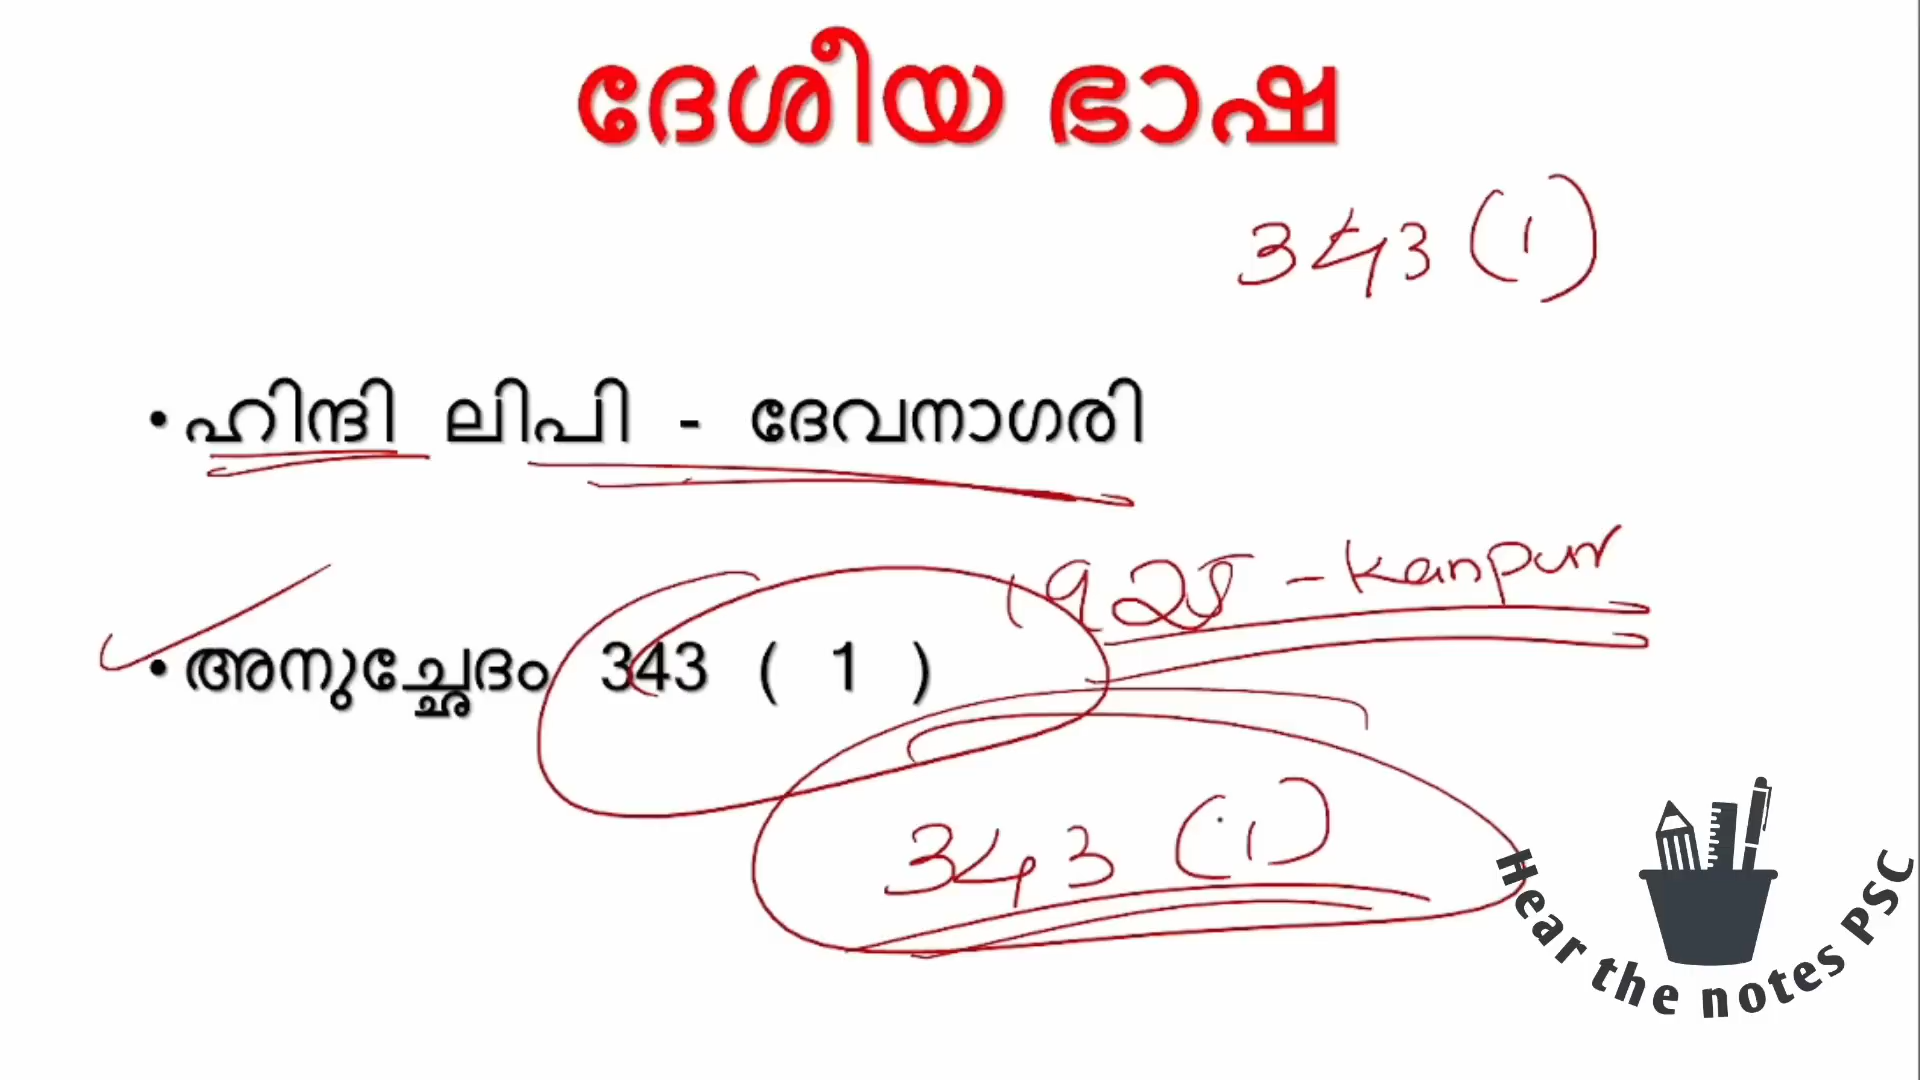 ദേശീയ ഭാഷ
343 (1)
• ഹിന്ദി ലിപി - ദേവനാഗരി
1925 - Kanpur
• അനുച്ഛേദം 343 ( 1 )
343 (1)
Hear the notes PSC